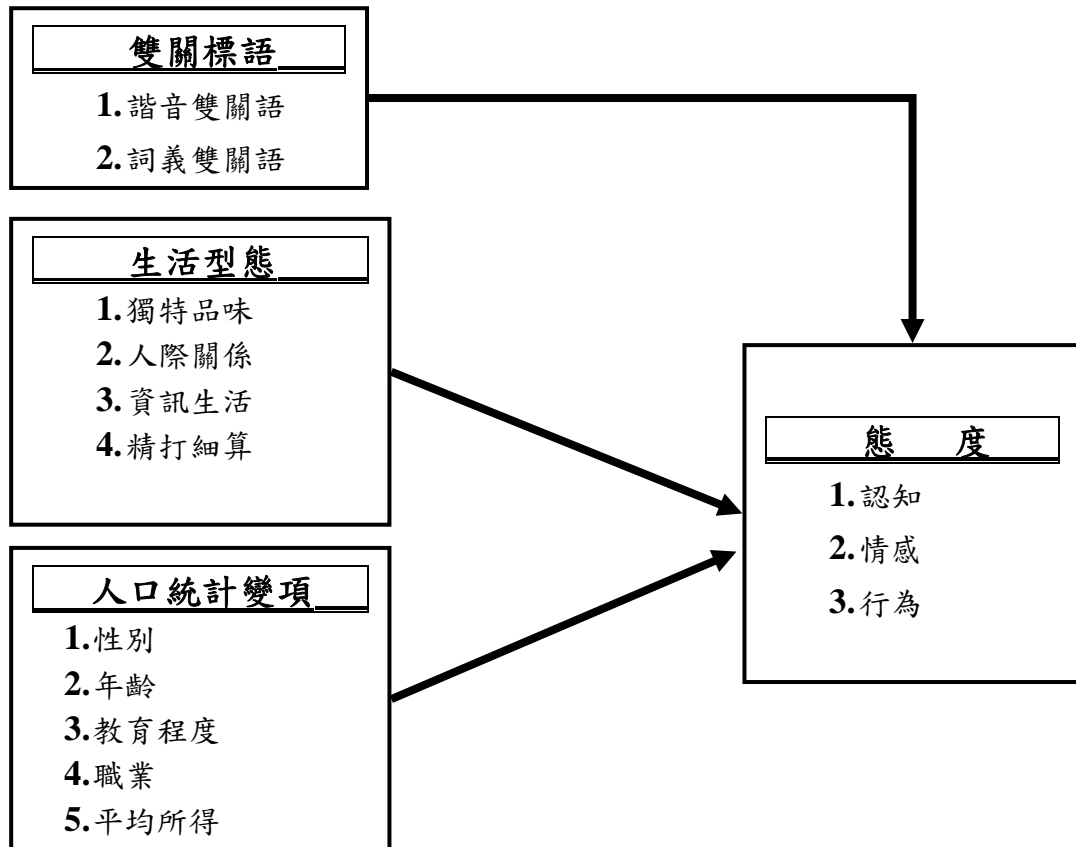 雙關標語
1.諧音雙關語
2.詞義雙關語
生活型態
1.獨特品味
2.人際關係
3.資訊生活
4.精打細算
人口統計變項
1.性別
2.年齡
3.教育程度
4.職業
5.平均所得
態 度
1.認知
2.情感
3.行為